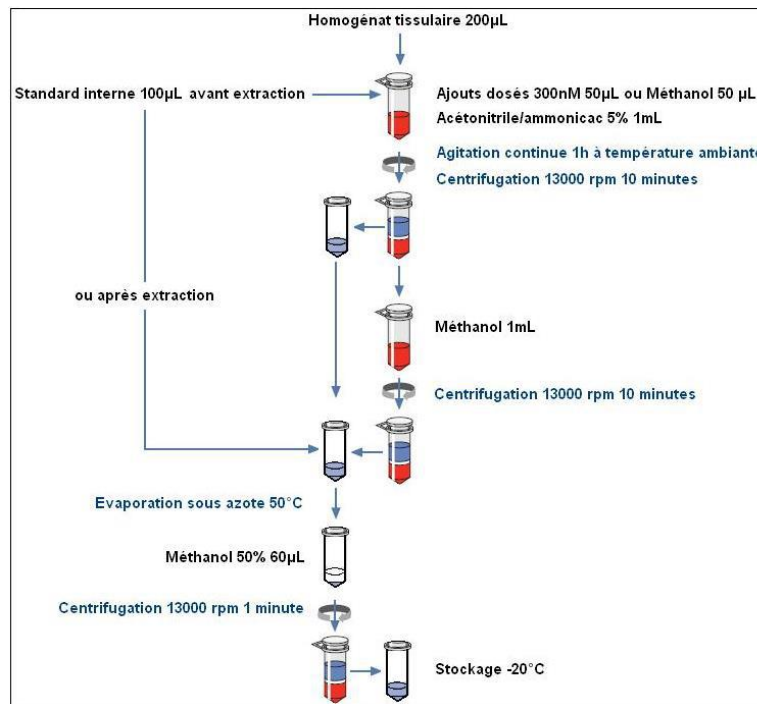 Homogénat tissulaire 200µL
Standard interne 100µL avant extraction
Ajouts dosés 300nM 50µL ou Méthanol 50 µL
Acétonitrile/ammonicac 5% 1mL
Agitation continue 1h à température ambiante
Centrifugation 13000 rpm 10 minutes
ou après extraction
Méthanol 1mL
Centrifugation 13000 rpm 10 minutes
Evaporation sous azote 50°C
Méthanol 50% 60µL
Centrifugation 13000 rpm 1 minute
Stockage -20°C